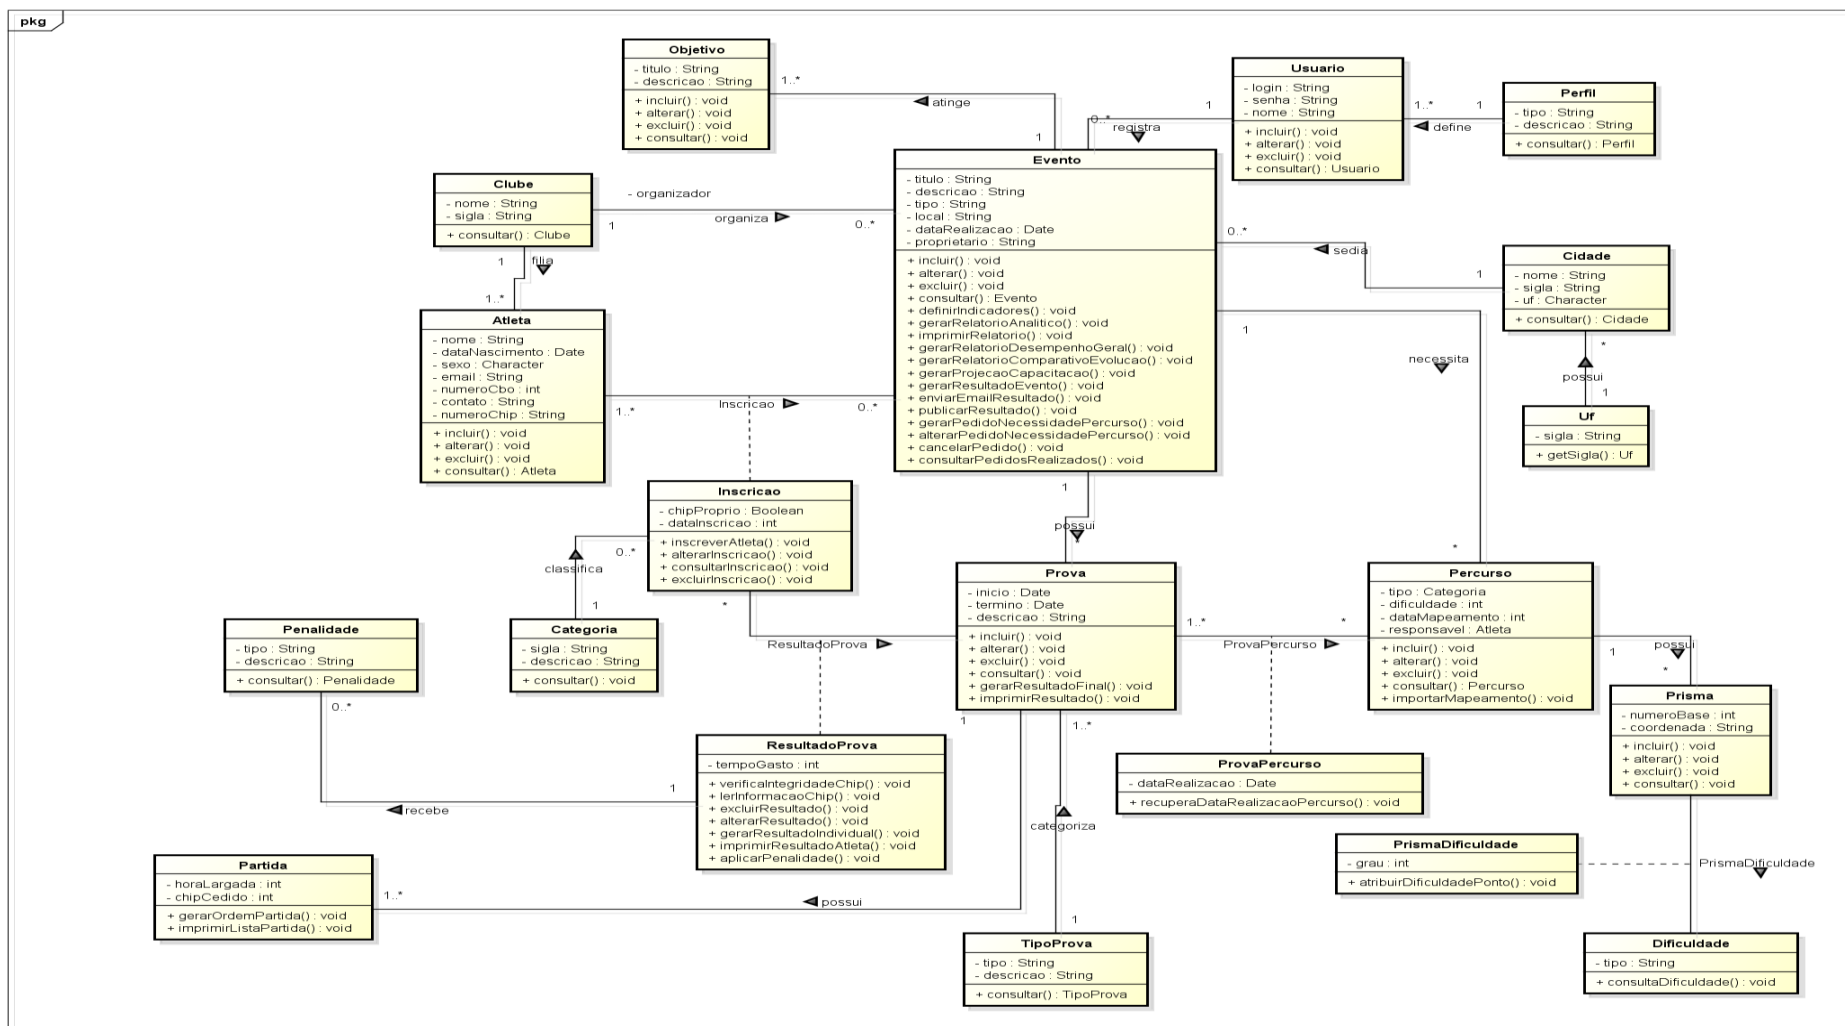 pkg
Objetivo
- titulo : String
- descricao : String
+ incluir() : void
+ alterar() : void
+ excluir() : void
+ consultar() : void
1..*
atinge
1
Usuario
- login : String
- senha : String
- nome : String
+ incluir() : void
+ alterar() : void
+ excluir() : void
+ consultar() : Usuario
1
0..*
registra
1..*
1
define
Perfil
- tipo : String
- descricao : String
+ consultar() : Perfil
Clube
- nome : String
- sigla : String
+ consultar() : Clube
- organizador
1
organiza
0..*
1
filia
1..*
Evento
- titulo : String
- descricao : String
- tipo : String
- local : String
- dataRealizacao : Date
- proprietario : String
+ incluir() : void
+ alterar() : void
+ excluir() : void
+ consultar() : Evento
+ definirIndicadores() : void
+ gerarRelatorioAnalitico() : void
+ imprimirRelatorio() : void
+ gerarRelatorioDesempenhoGeral() : void
+ gerarRelatorioComparativoEvolucao() : void
+ gerarProjecaoCapacitacao() : void
+ gerarResultadoEvento() : void
+ enviarEmailResultado() : void
+ publicarResultado() : void
+ gerarPedidoNecessidadePercurso() : void
+ alterarPedidoNecessidadePercurso() : void
+ cancelarPedido() : void
+ consultarPedidosRealizados() : void
0..*
sedia
1
Cidade
- nome : String
- sigla : String
- uf : Character
+ consultar() : Cidade
*
possui
1
Uf
- sigla : String
+ getSigla() : Uf
Atleta
- nome : String
- dataNascimento : Date
- sexo : Character
- email : String
- numeroCbo : int
- contato : String
- numeroChip : String
+ incluir() : void
+ alterar() : void
+ excluir() : void
+ consultar() : Atleta
1..*
Inscricao
0..*
1
necessita
*
Inscricao
- chipProprio : Boolean
- dataInscricao : int
+ inscreverAtleta() : void
+ alterarInscricao() : void
+ consultarInscricao() : void
+ excluirInscricao() : void
0..*
classifica
1
1
possui
*
Categoria
- sigla : String
- descricao : String
+ consultar() : void
*
ResultadoProva
Prova
- inicio : Date
- termino : Date
- descricao : String
+ incluir() : void
+ alterar() : void
+ excluir() : void
+ consultar() : void
+ gerarResultadoFinal() : void
+ imprimirResultado() : void
1..*
*
ProvaPercurso
Percurso
- tipo : Categoria
- dificuldade : int
- dataMapeamento : int
- responsavel : Atleta
+ incluir() : void
+ alterar() : void
+ excluir() : void
+ consultar() : Percurso
+ importarMapeamento() : void
1
possui
*
Penalidade
- tipo : String
- descricao : String
+ consultar() : Penalidade
0..*
recebe
1
ResultadoProva
- tempoGasto : int
+ verificaIntegridadeChip() : void
+ lerInformacaoChip() : void
+ excluirResultado() : void
+ alterarResultado() : void
+ gerarResultadoIndividual() : void
+ imprimirResultadoAtleta() : void
+ aplicarPenalidade() : void
1
1..*
categoriza
1
ProvaPercurso
- dataRealizacao : Date
+ recuperaDataRealizacaoPercurso() : void
Prisma
- numeroBase : int
- coordenada : String
+ incluir() : void
+ alterar() : void
+ excluir() : void
+ consultar() : void
PrismaDificuldade
- grau : int
+ atribuirDificuldadePonto() : void
PrismaDificuldade
Partida
- horaLargada : int
- chipCedido : int
+ gerarOrdemPartida() : void
+ imprimirListaPartida() : void
1..*
possui
TipoProva
- tipo : String
- descricao : String
+ consultar() : TipoProva
Dificuldade
- tipo : String
+ consultaDificuldade() : void